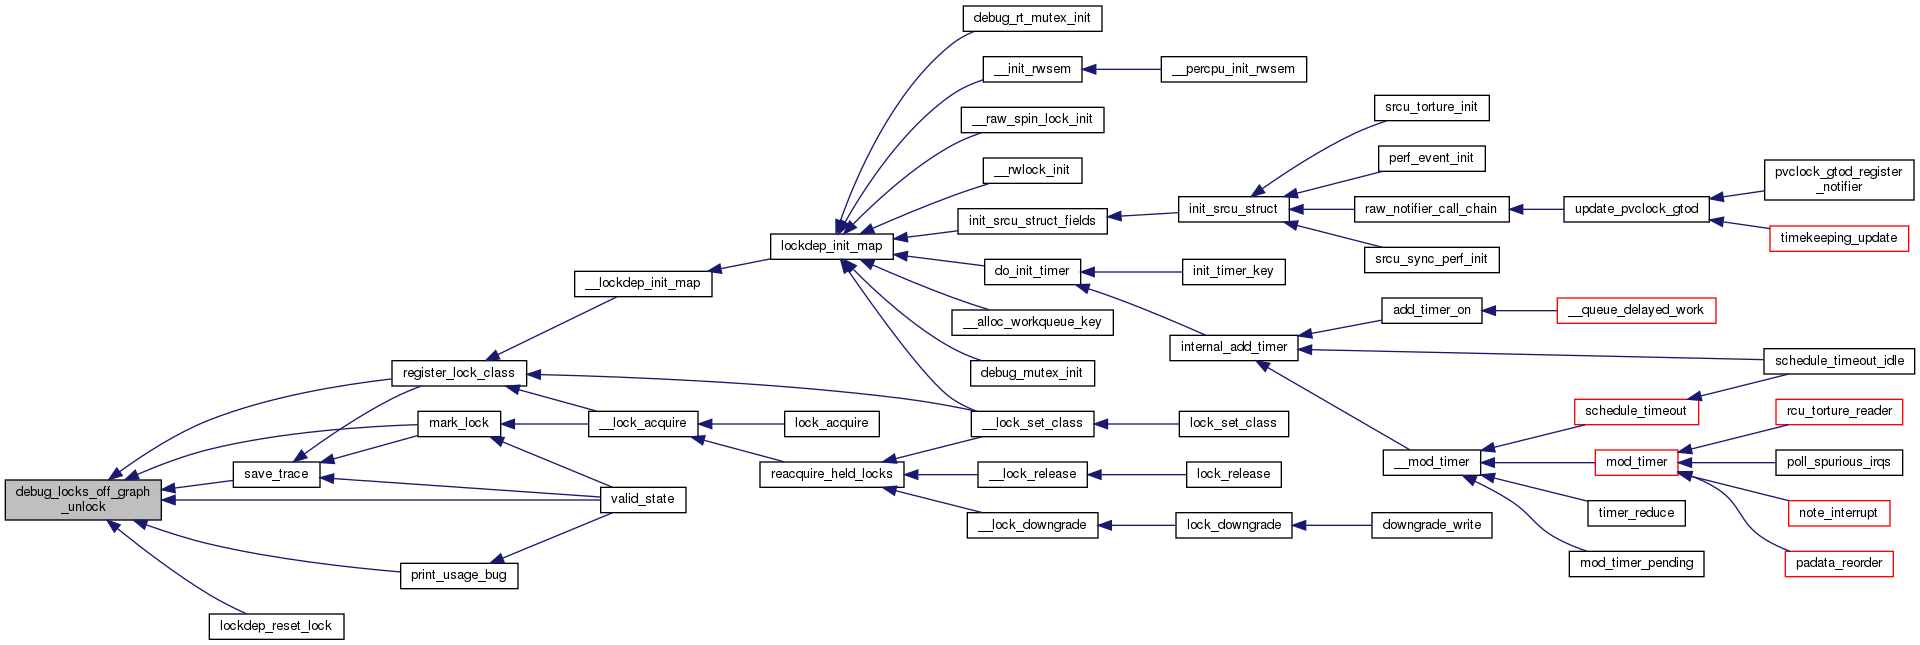 debug_rt_mutex_init
__init_rwsem
__percpu_init_rwsem
srcu_torture_init
__raw_spin_lock_init
perf_event_init
__rwlock_init
pvclock_gtod_register
_notifier
init_srcu_struct_fields
init_srcu_struct
raw_notifier_call_chain
update_pvclock_gtod
timekeeping_update
lockdep_init_map
srcu_sync_perf_init
do_init_timer
init_timer_key
__lockdep_init_map
__alloc_workqueue_key
add_timer_on
__queue_delayed_work
internal_add_timer
schedule_timeout_idle
register_lock_class
debug_mutex_init
schedule_timeout
rcu_torture_reader
mark_lock
__lock_acquire
lock_acquire
__lock_set_class
lock_set_class
save_trace
reacquire_held_locks
__lock_release
lock_release
__mod_timer
mod_timer
poll_spurious_irqs
debug_locks_off_graph
_unlock
valid_state
__lock_downgrade
lock_downgrade
downgrade_write
timer_reduce
note_interrupt
print_usage_bug
mod_timer_pending
padata_reorder
lockdep_reset_lock